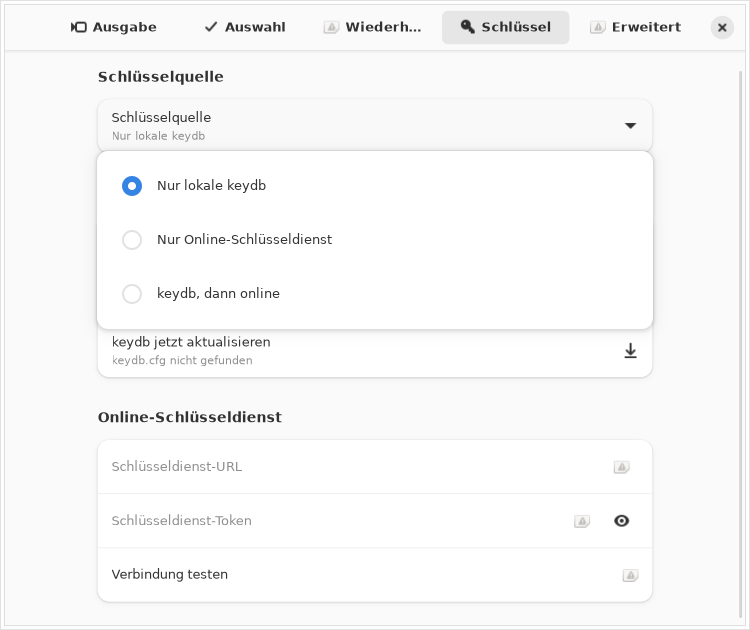 Ausgabe
Auswahl
Wiederh...
Schlüssel
Erweitert
Schlüsselquelle
Schlüsselquelle
Nur lokale keydb
Nur lokale keydb
Nur Online-Schlüsseldienst
keydb, dann online
keydb jetzt aktualisieren
keydb.cfg nicht gefunden
Online-Schlüsseldienst
Schlüsseldienst-URL
Schlüsseldienst-Token
Verbindung testen